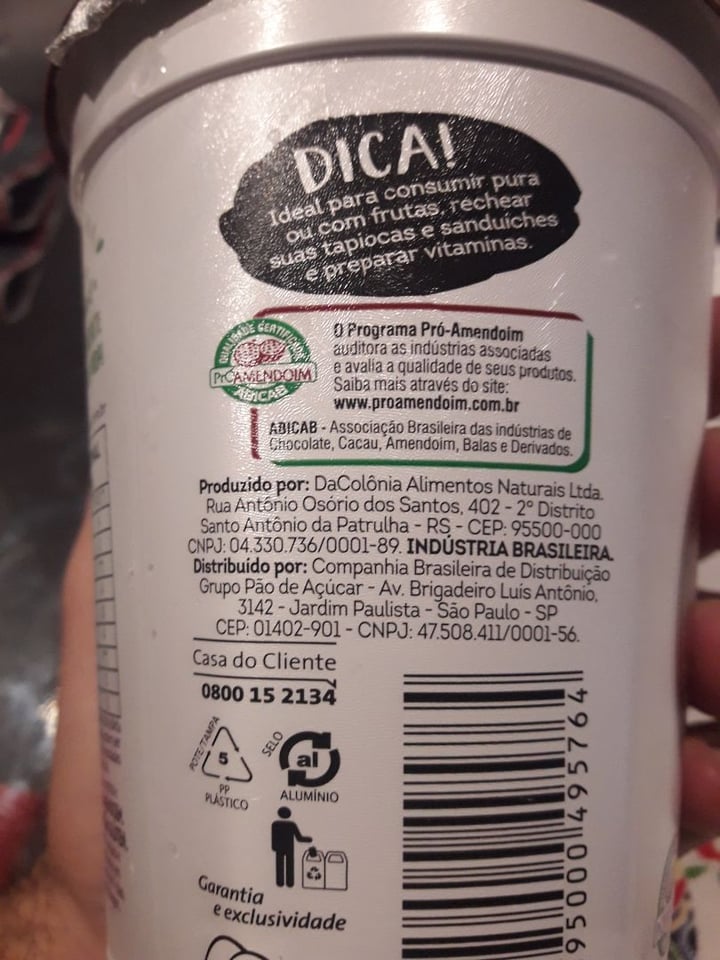 DICA!
Ideal para consumir pura
ou com frutas, rechear
suas tapiocas e sanduíches
e preparar vitaminas.
QUALIDADE CERTIFICADA
PróAMENDOIM
ABICAB
O Programa Pró-Amendoim
auditora as indústrias associadas
e avalia a qualidade de seus produtos.
Saiba mais através do site:
www.proamendoim.com.br
ABICAB - Associação Brasileira das indústrias de
Chocolate, Cacau, Amendoim, Balas e Derivados.
Produzido por: DaColônia Alimentos Naturais Ltda.
Rua Antônio Osório dos Santos, 402 - 2º Distrito
Santo Antônio da Patrulha - RS - CEP: 95500-000
CNPJ: 04.330.736/0001-89. INDÚSTRIA BRASILEIRA.
Distribuído por: Companhia Brasileira de Distribuição
Grupo Pão de Açúcar - Av. Brigadeiro Luís Antônio,
3142 - Jardim Paulista - São Paulo - SP
CEP: 01402-901 - CNPJ: 47.508.411/0001-56.
Casa do Cliente
0800 15 2134
POTE/TAMPA
5
PP
PLÁSTICO
SELO
al
ALUMÍNIO
Garantia
e exclusividade
95000 495764